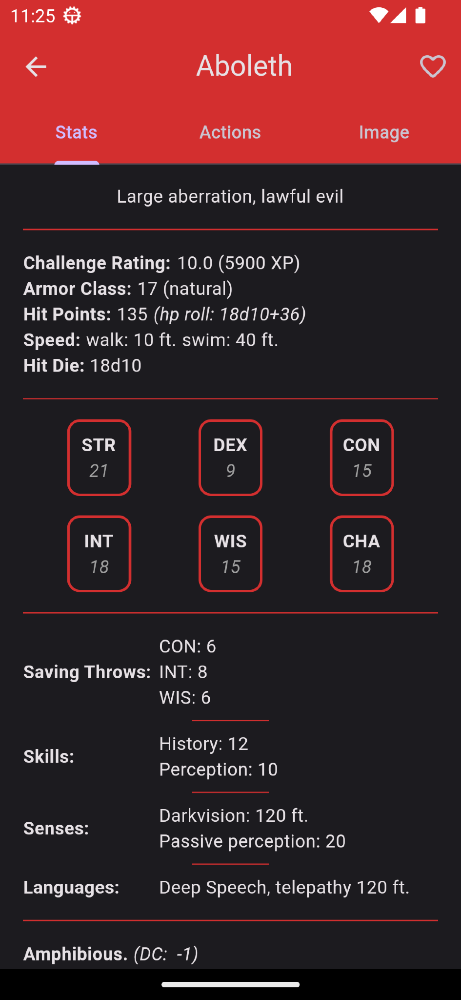 11:25
Aboleth
Stats Actions Image
Large aberration, lawful evil
Challenge Rating: 10.0 (5900 XP)
Armor Class: 17 (natural)
Hit Points: 135 (hp roll: 18d10+36)
Speed: walk: 10 ft. swim: 40 ft.
Hit Die: 18d10
STR DEX CON
21 9 15
INT WIS CHA
18 15 18
Saving Throws:
CON: 6
INT: 8
WIS: 6
Skills:
History: 12
Perception: 10
Senses:
Darkvision: 120 ft.
Passive perception: 20
Languages: Deep Speech, telepathy 120 ft.
Amphibious. (DC:  -1)